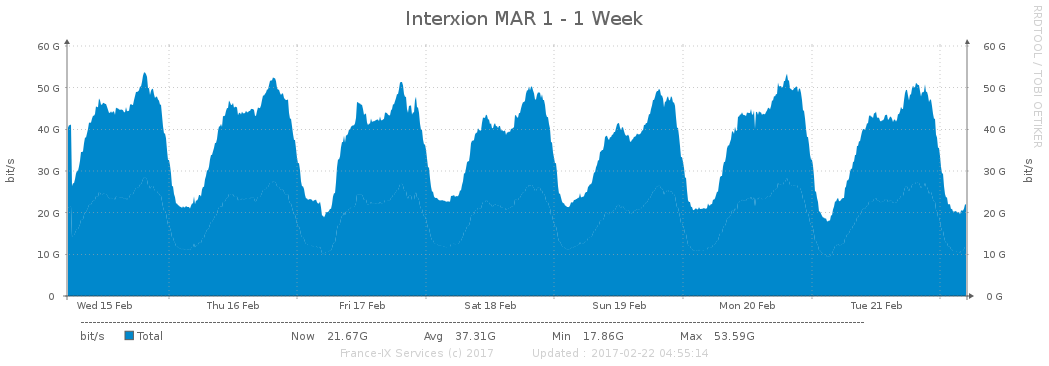 Interxion MAR 1 - 1 Week
RRDTOOL / TOBI OETIKER
60 G 60 G
50 G 50 G
40 G 40 G
30 G 30 G
20 G 20 G
10 G 10 G
0 0 G
bit/s bit/s
Wed 15 Feb Thu 16 Feb Fri 17 Feb Sat 18 Feb Sun 19 Feb Mon 20 Feb Tue 21 Feb
bit/s Total Now 21.67G Avg 37.31G Min 17.86G Max 53.59G
France-IX Services (c) 2017 Updated : 2017-02-22 04:55:14